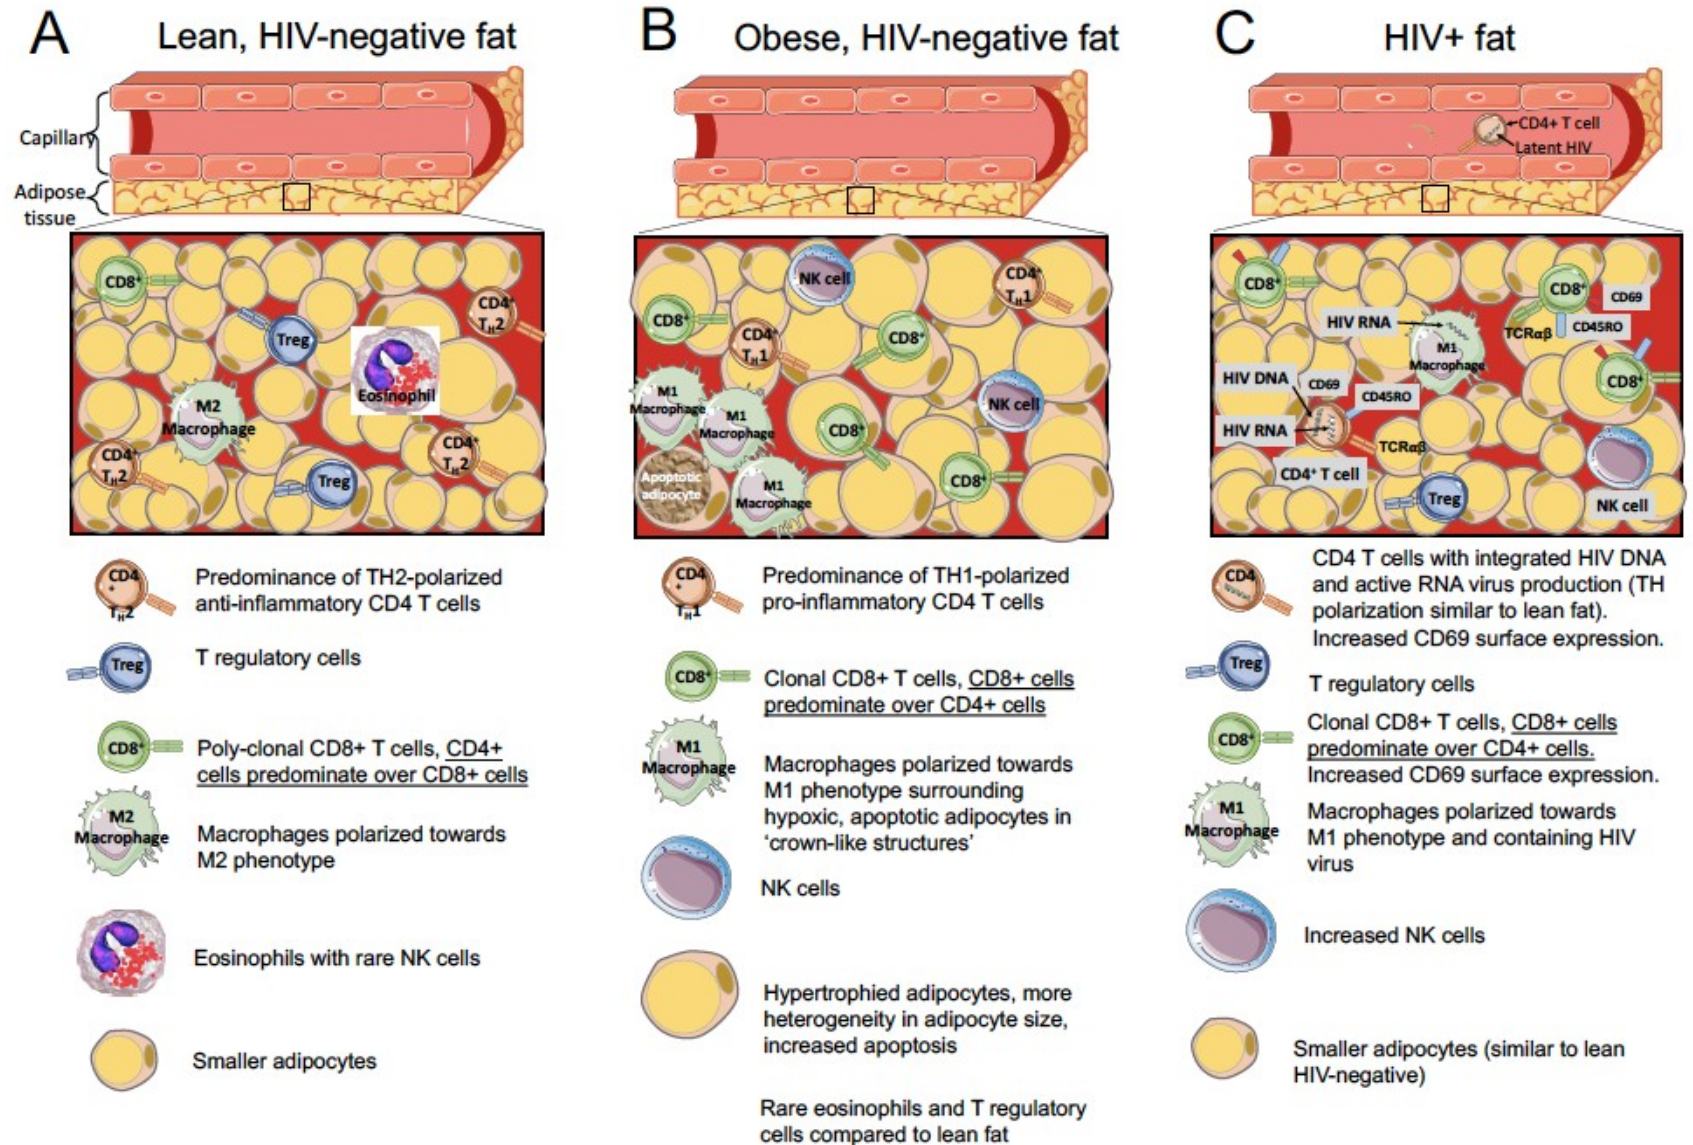 A
Lean, HIV-negative fat
Capillary
Adipose
tissue
CD8⁺
CD4⁺
TH2
Treg
Eosinophil
M2
Macrophage
CD4⁺
TH2
CD4⁺
TH2
Treg
CD4
+
TH2
Predominance of TH2-polarized
anti-inflammatory CD4 T cells
Treg
T regulatory cells
CD8⁺
Poly-clonal CD8+ T cells, CD4+
cells predominate over CD8+ cells
M2
Macrophage
Macrophages polarized towards
M2 phenotype
Eosinophils with rare NK cells
Smaller adipocytes
B
Obese, HIV-negative fat
NK cell
CD4⁺
TH1
CD8⁺
CD4⁺
TH1
CD8⁺
M1
Macrophage
M1
Macrophage
NK cell
CD8⁺
Apoptotic
adipocyte
M1
Macrophage
CD8⁺
CD4
+
TH1
Predominance of TH1-polarized
pro-inflammatory CD4 T cells
CD8⁺
Clonal CD8+ T cells, CD8+ cells
predominate over CD4+ cells
M1
Macrophage
Macrophages polarized towards
M1 phenotype surrounding
hypoxic, apoptotic adipocytes in
‘crown-like structures’
NK cells
Hypertrophied adipocytes, more
heterogeneity in adipocyte size,
increased apoptosis
Rare eosinophils and T regulatory
cells compared to lean fat
C
HIV+ fat
CD4+ T cell
Latent HIV
CD8⁺
CD8⁺
CD69
HIV RNA
TCRαβ
CD45RO
M1
Macrophage
HIV DNA
CD69
CD45RO
CD8⁺
HIV RNA
TCRαβ
CD4⁺ T cell
Treg
NK cell
CD4
CD4 T cells with integrated HIV DNA
and active RNA virus production (TH
polarization similar to lean fat).
Increased CD69 surface expression.
Treg
T regulatory cells
CD8⁺
Clonal CD8+ T cells, CD8+ cells
predominate over CD4+ cells.
Increased CD69 surface expression.
M1
Macrophage
Macrophages polarized towards
M1 phenotype and containing HIV
virus
Increased NK cells
Smaller adipocytes (similar to lean
HIV-negative)